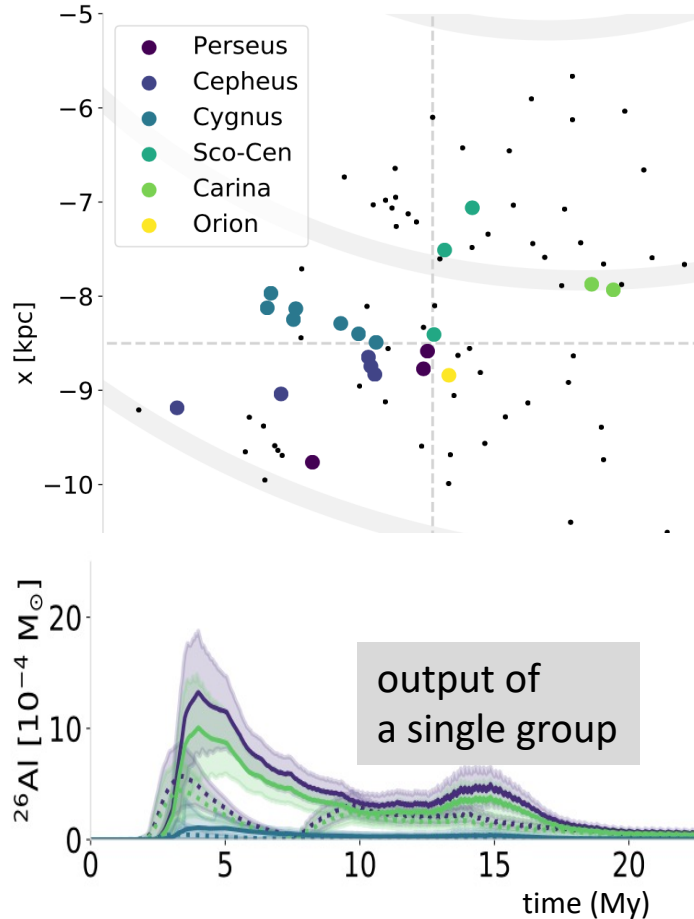 −5
−6
−7
−8
−9
−10
x [kpc]
Perseus
Cepheus
Cygnus
Sco-Cen
Carina
Orion
²⁶Al [10⁻⁴ M☉]
20
10
0
output of
a single group
0 5 10 15 20
time (My)